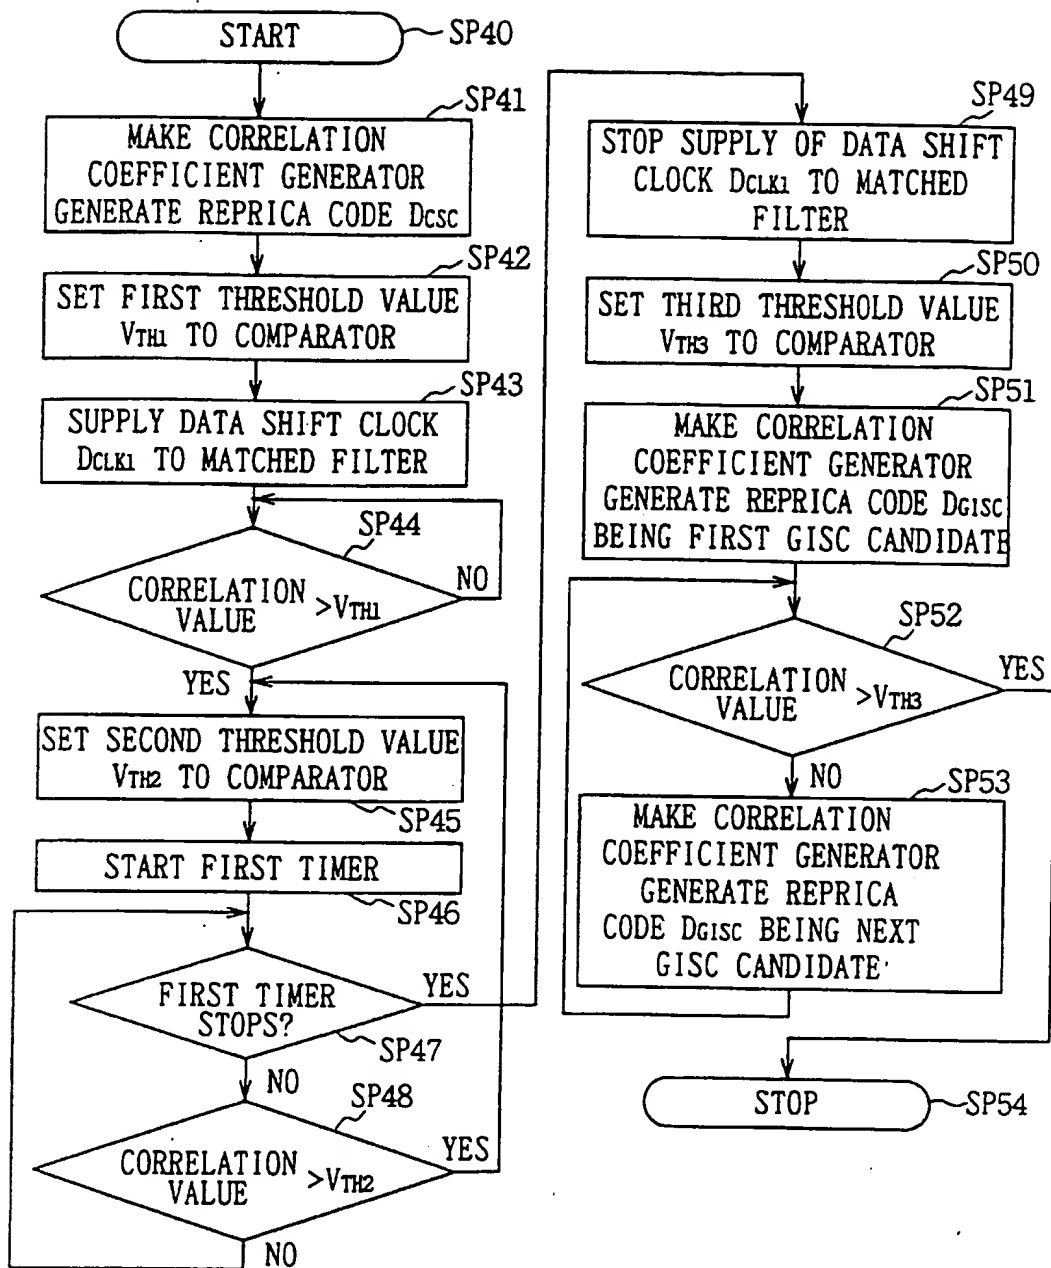 START
SP40
SP41
MAKE CORRELATION
COEFFICIENT GENERATOR
GENERATE REPRICA CODE DCSC
SP42
SET FIRST THRESHOLD VALUE
VTH1 TO COMPARATOR
SP43
SUPPLY DATA SHIFT CLOCK
DCLK1 TO MATCHED FILTER
SP44
CORRELATION
VALUE >VTH1
NO
YES
SET SECOND THRESHOLD VALUE
VTH2 TO COMPARATOR
SP45
START FIRST TIMER
SP46
FIRST TIMER
STOPS?
YES
SP47
NO
SP48
CORRELATION
VALUE >VTH2
YES
NO
SP49
STOP SUPPLY OF DATA SHIFT
CLOCK DCLK1 TO MATCHED
FILTER
SP50
SET THIRD THRESHOLD VALUE
VTH3 TO COMPARATOR
SP51
MAKE CORRELATION
COEFFICIENT GENERATOR
GENERATE REPRICA CODE DGISC
BEING FIRST GISC CANDIDATE
SP52
CORRELATION
VALUE >VTH3
YES
NO
SP53
MAKE CORRELATION
COEFFICIENT GENERATOR
GENERATE REPRICA
CODE DGISC BEING NEXT
GISC CANDIDATE
STOP
SP54